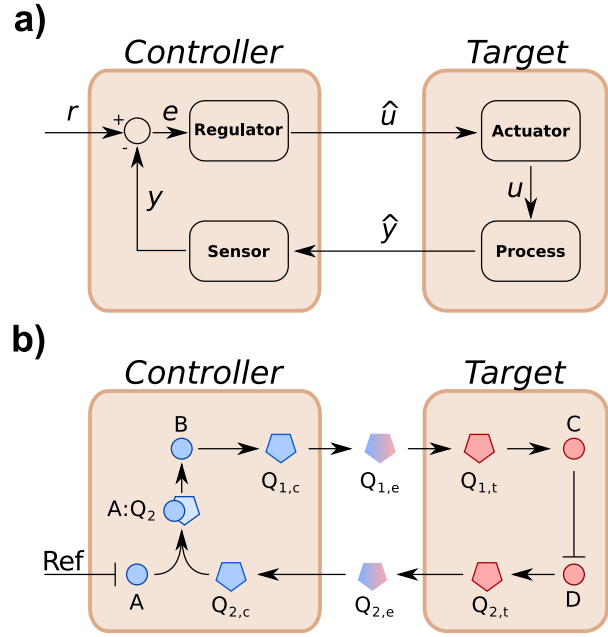 a)
Controller
Target
r
+
-
e
Regulator
û
Actuator
y
u
Sensor
ŷ
Process
b)
Controller
Target
B
C
Q1,c
Q1,e
Q1,t
A:Q2
Ref
A
Q2,c
Q2,e
Q2,t
D